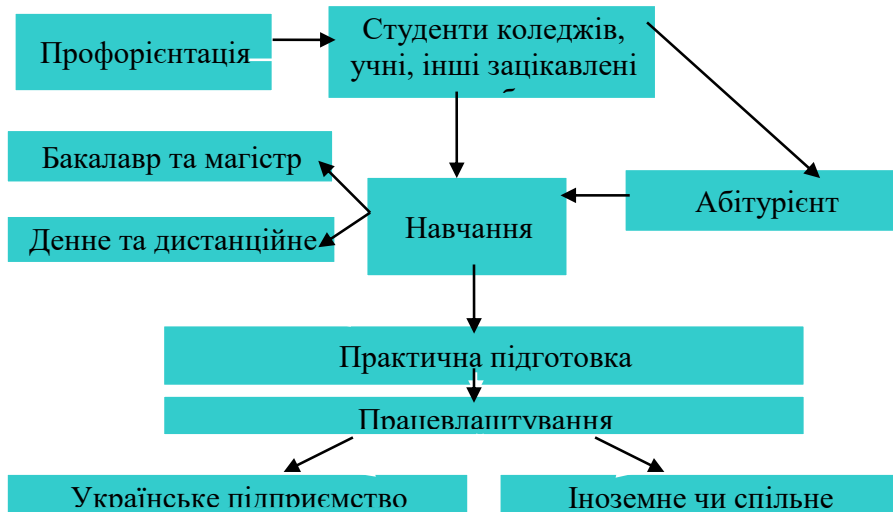 Профорієнтація
Студенти коледжів,
учні, інші зацікавлені
Бакалавр та магістр
Денне та дистанційне
Навчання
Абітурієнт
Практична підготовка
Працевлаштування
Українське підприємство
Іноземне чи спільне